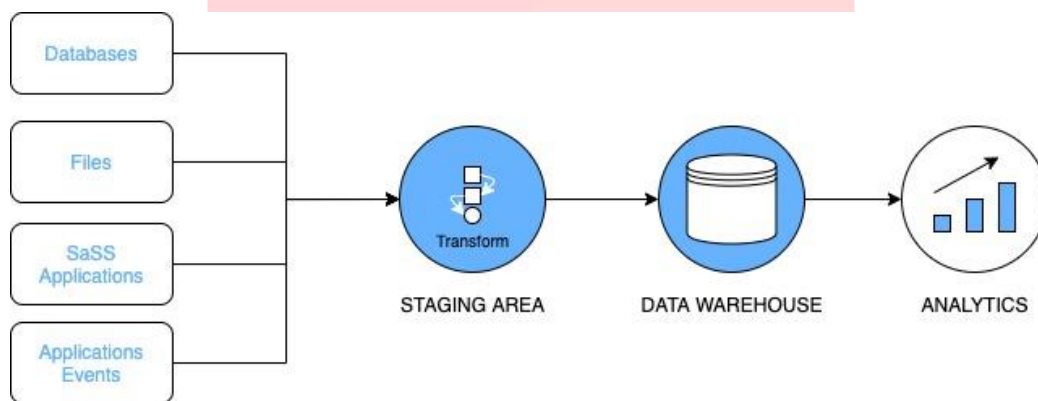 Databases
Files
SaSS
Applications
Applications
Events
Transform
STAGING AREA
DATA WAREHOUSE
ANALYTICS